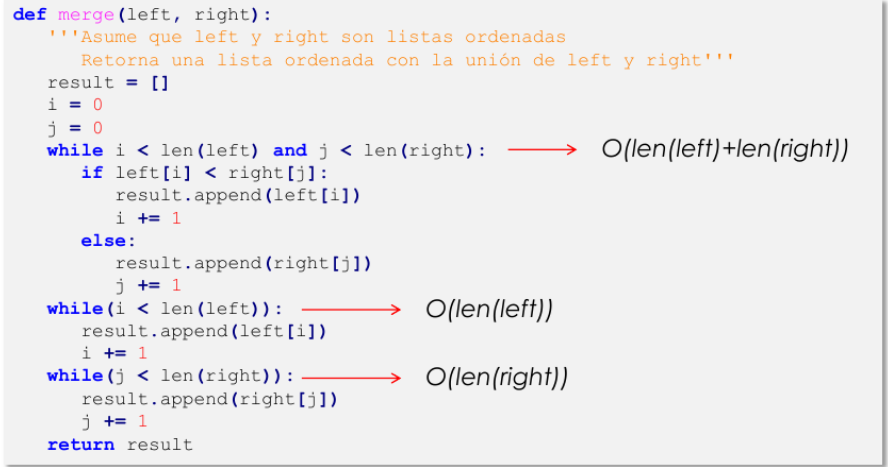 def merge(left, right):
'''Asume que left y right son listas ordenadas
Retorna una lista ordenada con la unión de left y right'''
result = []
i = 0
j = 0
while i < len(left) and j < len(right): O(len(left)+len(right))
if left[i] < right[j]:
result.append(left[i])
i += 1
else:
result.append(right[j])
j += 1
while(i < len(left)): O(len(left))
result.append(left[i])
i += 1
while(j < len(right)): O(len(right))
result.append(right[j])
j += 1
return result